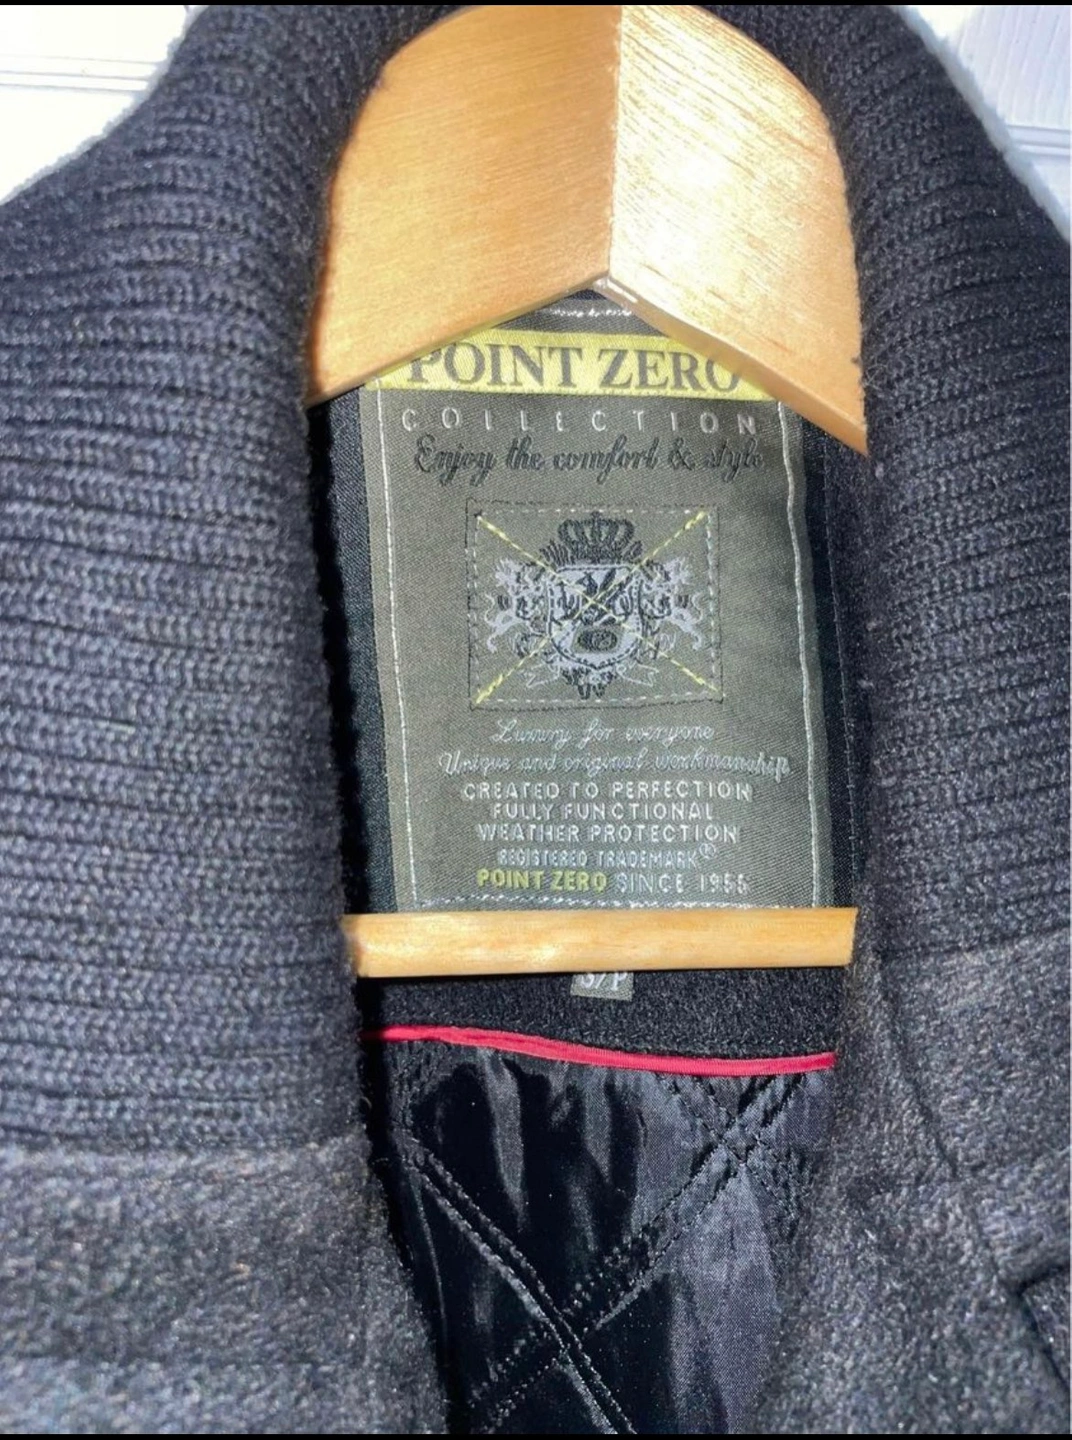 POINT ZERO
COLLECTION
Enjoy the comfort & style
Luxury for everyone
Unique and original workmanship
CREATED TO PERFECTION
FULLY FUNCTIONAL
WEATHER PROTECTION
REGISTERED TRADEMARK®
POINT ZERO SINCE 1955
S/P